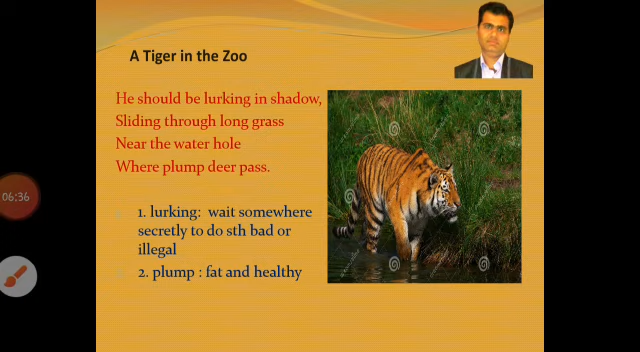 A Tiger in the Zoo
He should be lurking in shadow,
Sliding through long grass
Near the water hole
Where plump deer pass.
1. lurking: wait somewhere
secretly to do sth bad or
illegal
2. plump : fat and healthy
06:36